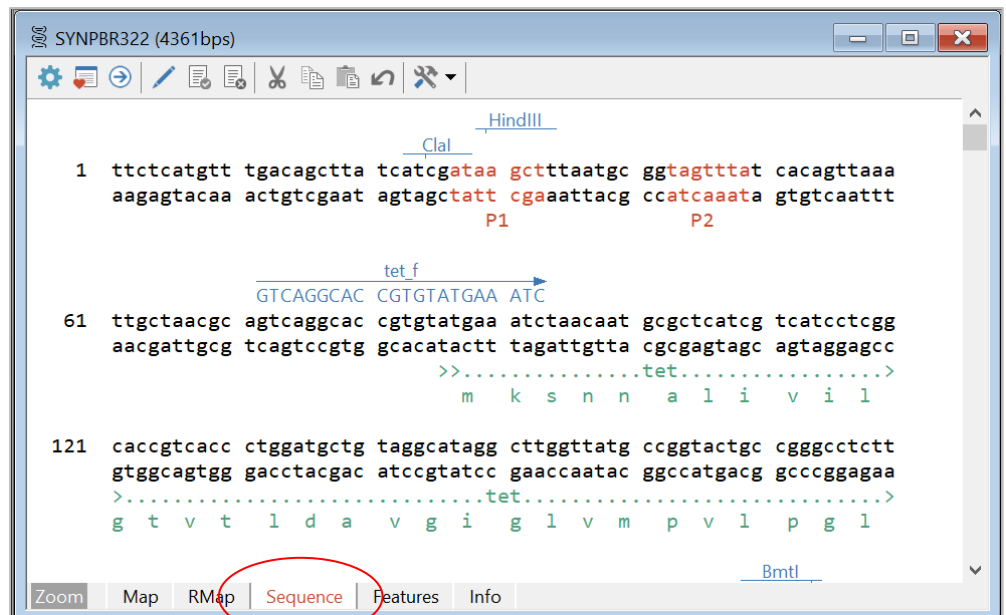 SYNPBR322 (4361bps)
HindIII
ClaI
1 ttctcatgtt tgacagctta tcatcgataa gctttaatgc ggtagtttat cacagttaaa
aagagtacaa actgtcgaat agtagctatt cgaaattacg ccatcaaata gtgtcaattt
P1 P2
tet_f
GTCAGGCAC CGTGTATGAA ATC
61 ttgctaacgc agtcaggcac cgtgtatgaa atctaacaat gcgctcatcg tcatcctcgg
aacgattgcg tcagtccgtg gcacatactt tagattgtta cgcgagtagc agtaggagcc
>>...............tet.................>
m k s n n a l i v i l
121 caccgtcacc ctggatgctg taggcatagg cttggttatg ccggtactgc cgggcctctt
gtggcagtgg gacctacgac atccgtatcc gaaccaatac ggccatgacg gcccggagaa
>..............................tet..................................>
g t v t l d a v g i g l v m p v l p g l
BmtI
Zoom Map RMap Sequence Features Info